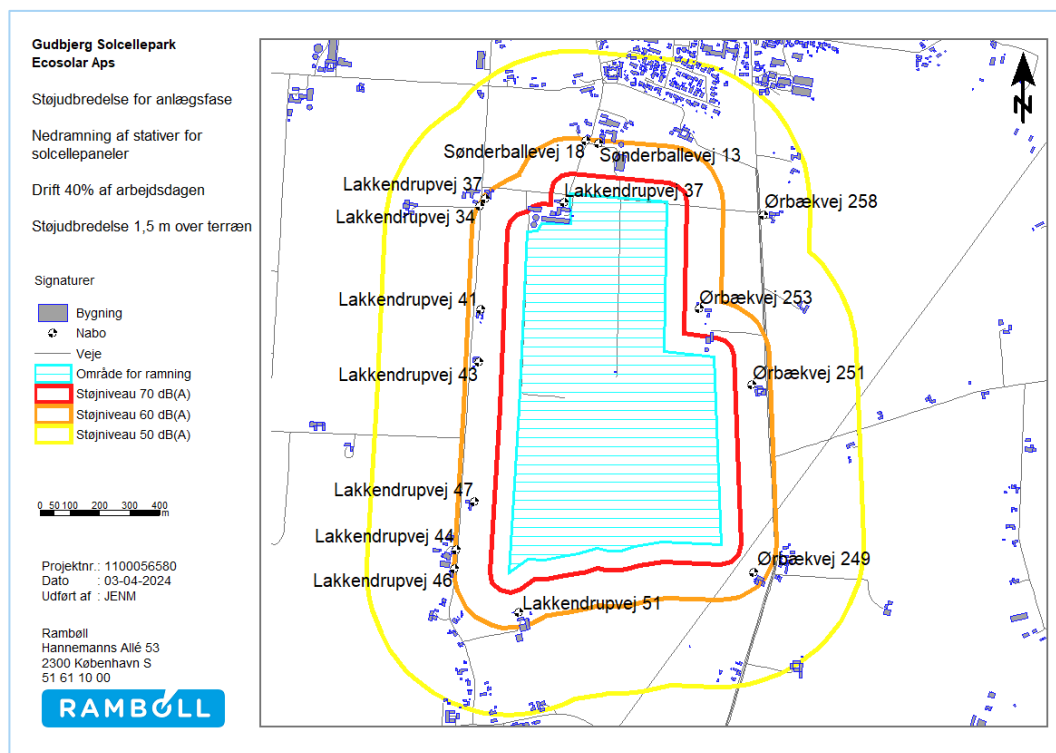 Gudbjerg Solcellepark
Ecosolar Aps
Støjudbredelse for anlægsfase
Nedramning af stativer for
solcellepaneler
Drift 40% af arbejdsdagen
Støjudbredelse 1,5 m over terræn
Signaturer
Bygning
Nabo
Veje
Område for ramning
Støjniveau 70 dB(A)
Støjniveau 60 dB(A)
Støjniveau 50 dB(A)
0 50 100 200 300 400
m
Projektnr.: 1100056580
Dato : 03-04-2024
Udført af : JENM
Rambøll
Hannemanns Allé 53
2300 København S
51 61 10 00
RAMBOLL
N
Sønderballevej 18
Sønderballevej 13
Lakkendrupvej 37
Lakkendrupvej 37
Lakkendrupvej 34
Ørbækvej 258
Lakkendrupvej 41
Ørbækvej 253
Lakkendrupvej 43
Ørbækvej 251
Lakkendrupvej 47
Lakkendrupvej 44
Lakkendrupvej 46
Ørbækvej 249
Lakkendrupvej 51